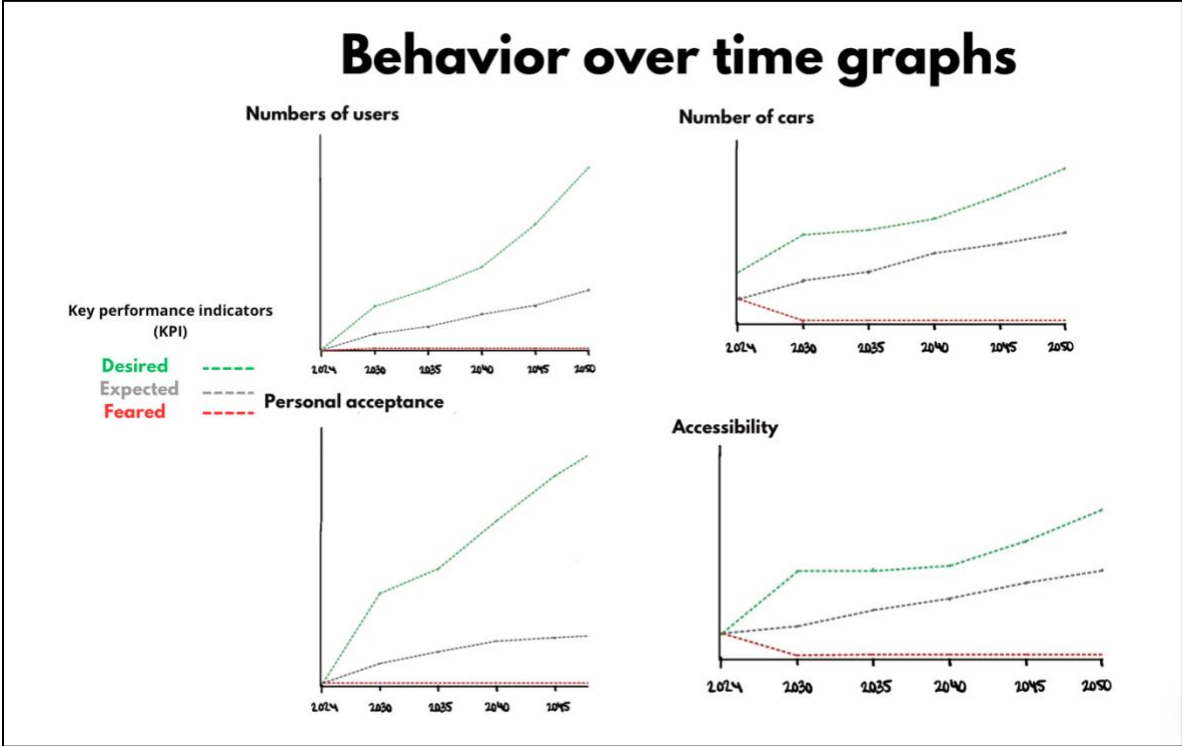 Behavior over time graphs
Numbers of users
2024 2030 2035 2040 2045 2050
Number of cars
2024 2030 2035 2040 2045 2050
Key performance indicators
(KPI)
Desired
Expected
Feared
Personal acceptance
2024 2030 2035 2040 2045
Accessibility
2024 2030 2035 2040 2045 2050